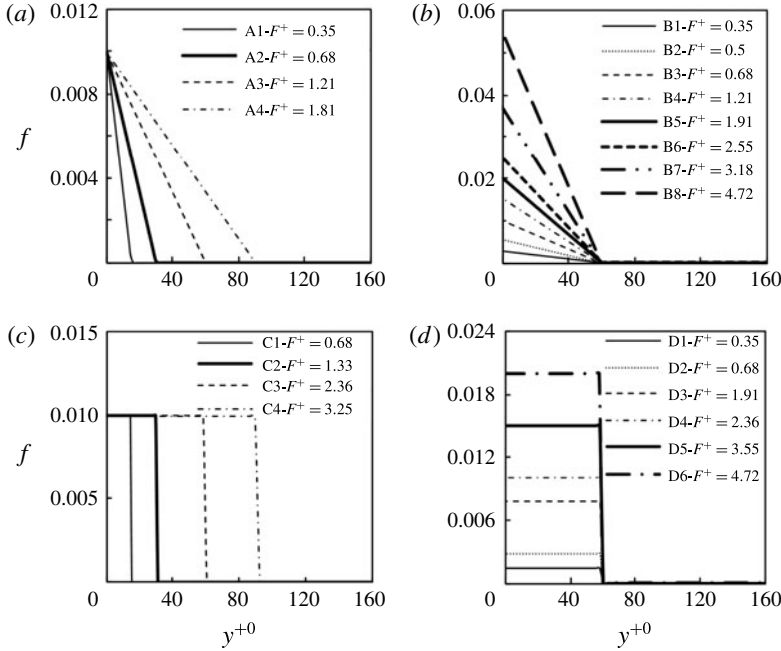 (a)
0.012
0.008
0.004
f
0 40 80 120 160
A1-F+ = 0.35
A2-F+ = 0.68
A3-F+ = 1.21
A4-F+ = 1.81
(b)
0.06
0.04
0.02
0 40 80 120 160
B1-F+ = 0.35
B2-F+ = 0.5
B3-F+ = 0.68
B4-F+ = 1.21
B5-F+ = 1.91
B6-F+ = 2.55
B7-F+ = 3.18
B8-F+ = 4.72
(c)
0.015
0.010
0.005
f
0 40 80 120 160
y+0
C1-F+ = 0.68
C2-F+ = 1.33
C3-F+ = 2.36
C4-F+ = 3.25
(d)
0.024
0.018
0.012
0.006
0 40 80 120 160
y+0
D1-F+ = 0.35
D2-F+ = 0.68
D3-F+ = 1.91
D4-F+ = 2.36
D5-F+ = 3.55
D6-F+ = 4.72